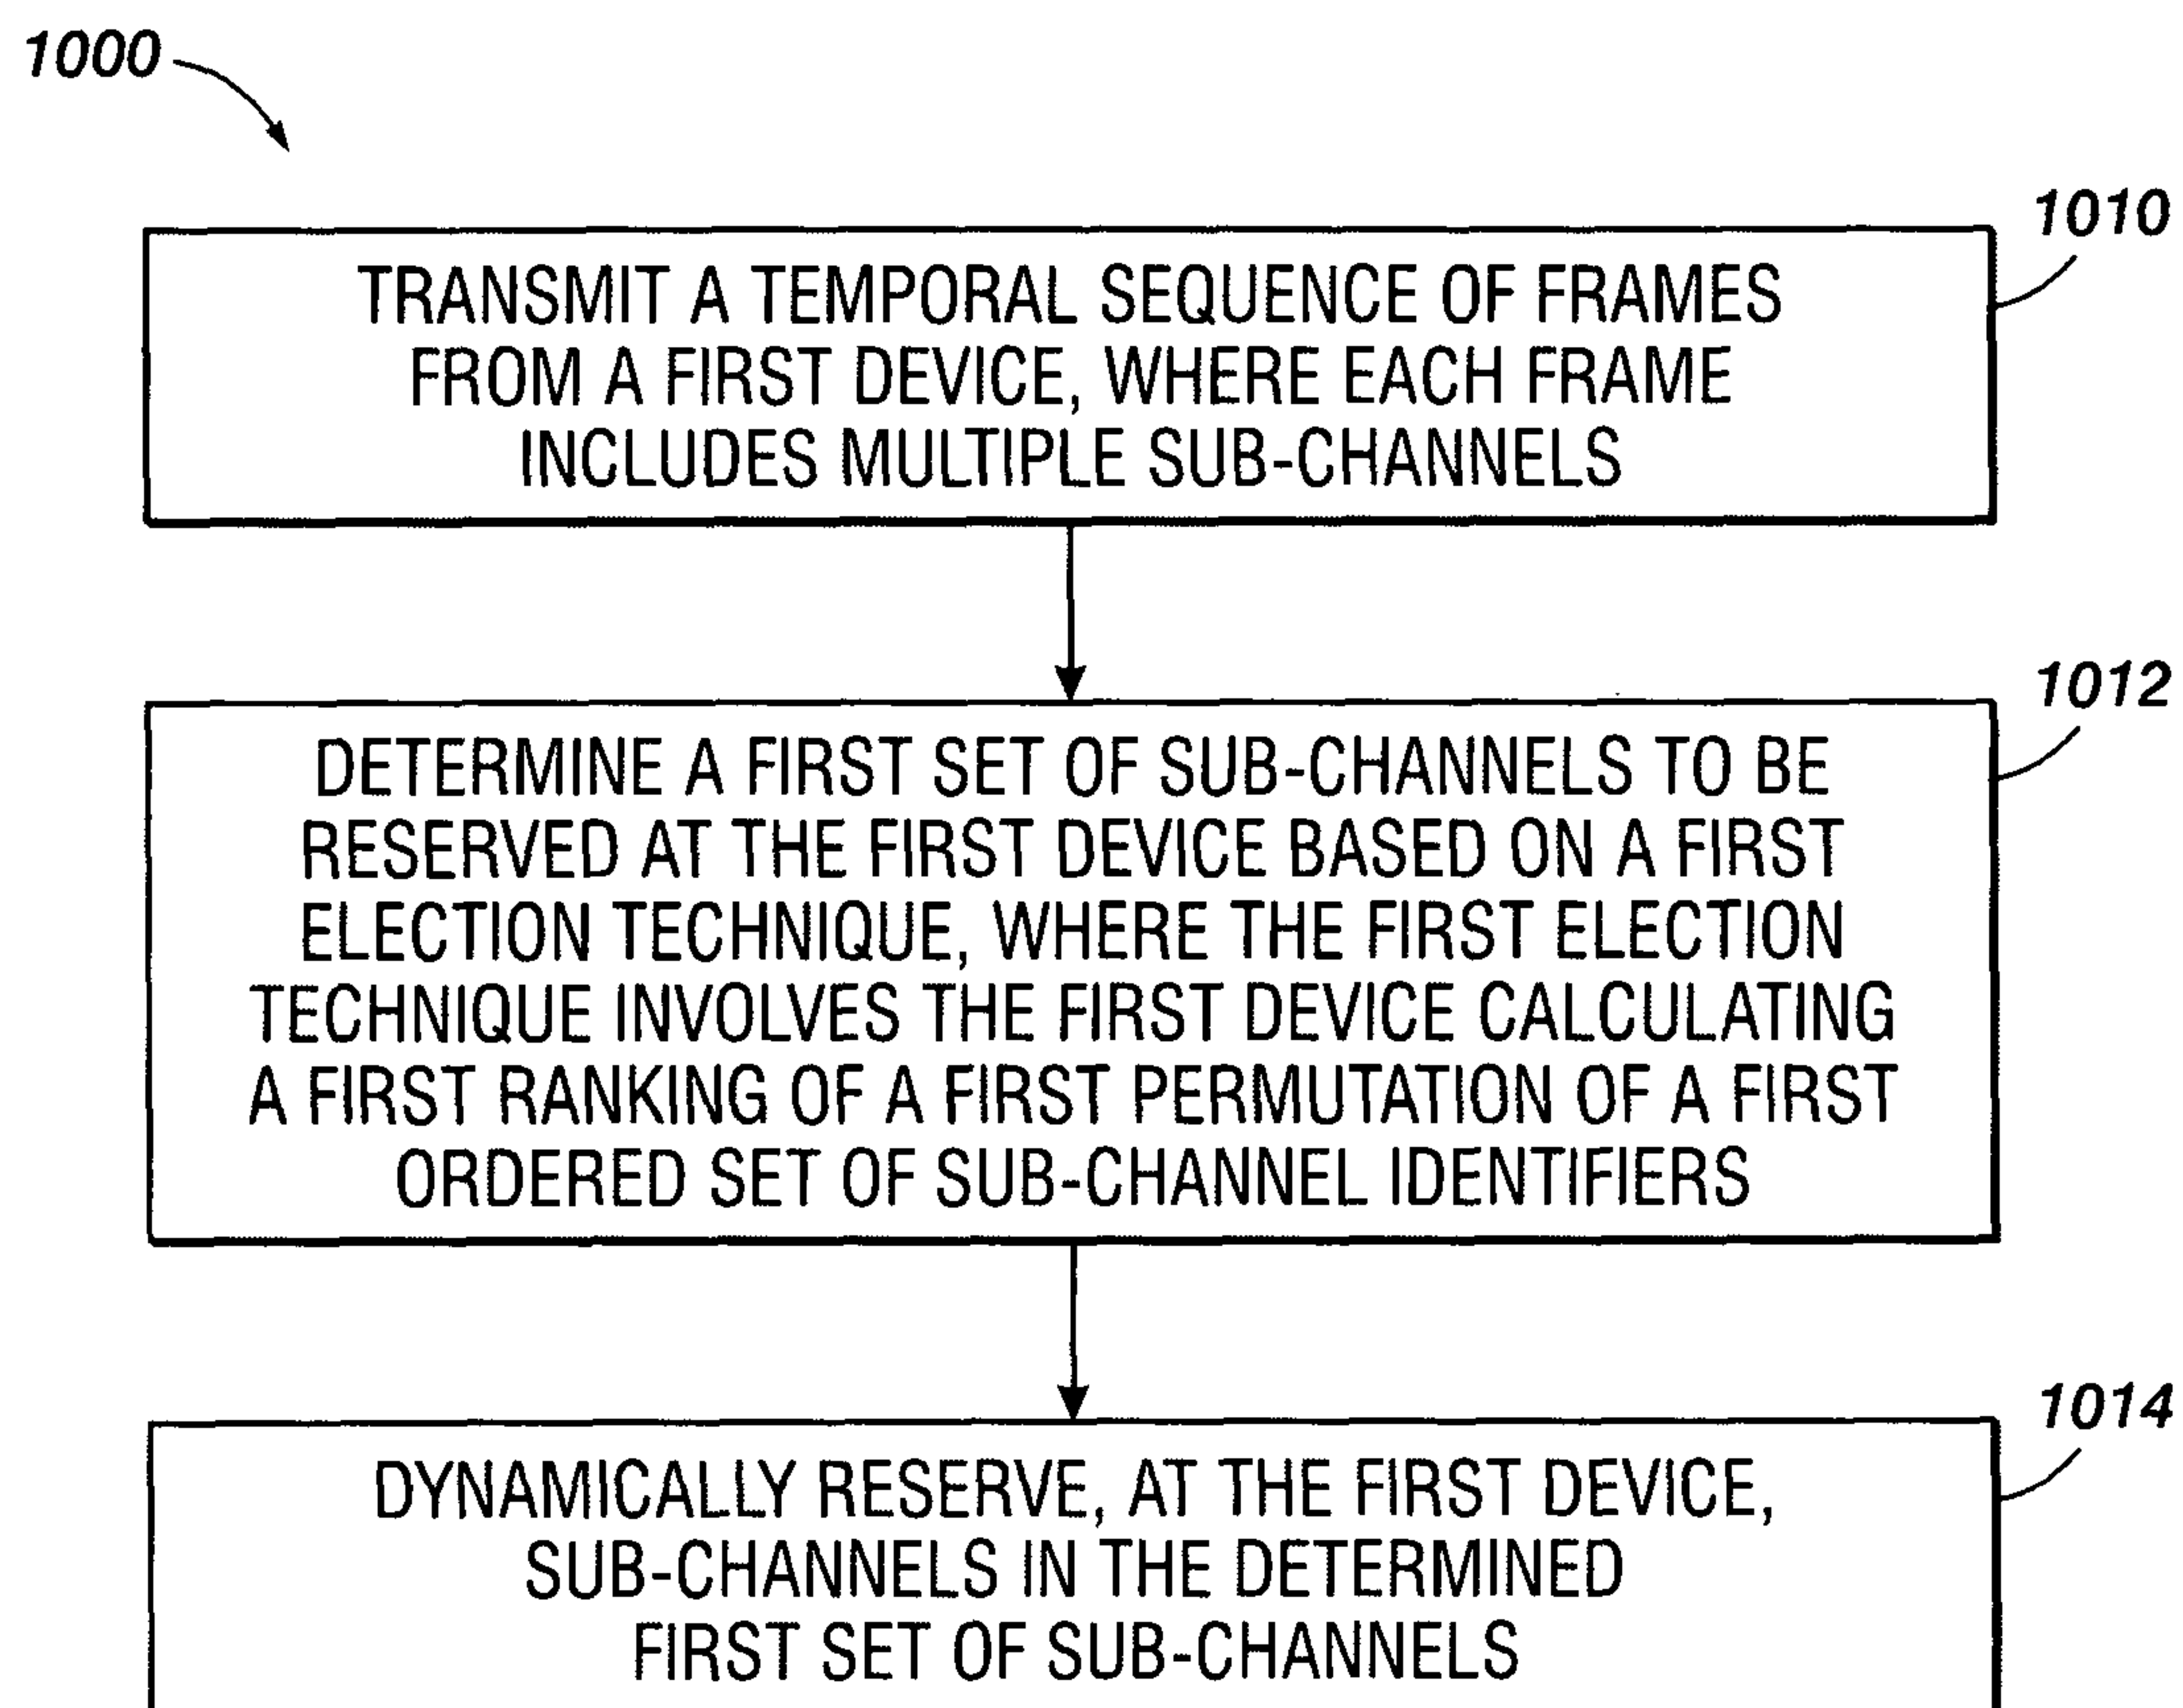 1000
1010
TRANSMIT A TEMPORAL SEQUENCE OF FRAMES
FROM A FIRST DEVICE, WHERE EACH FRAME
INCLUDES MULTIPLE SUB-CHANNELS
1012
DETERMINE A FIRST SET OF SUB-CHANNELS TO BE
RESERVED AT THE FIRST DEVICE BASED ON A FIRST
ELECTION TECHNIQUE, WHERE THE FIRST ELECTION
TECHNIQUE INVOLVES THE FIRST DEVICE CALCULATING
A FIRST RANKING OF A FIRST PERMUTATION OF A FIRST
ORDERED SET OF SUB-CHANNEL IDENTIFIERS
1014
DYNAMICALLY RESERVE, AT THE FIRST DEVICE,
SUB-CHANNELS IN THE DETERMINED
FIRST SET OF SUB-CHANNELS